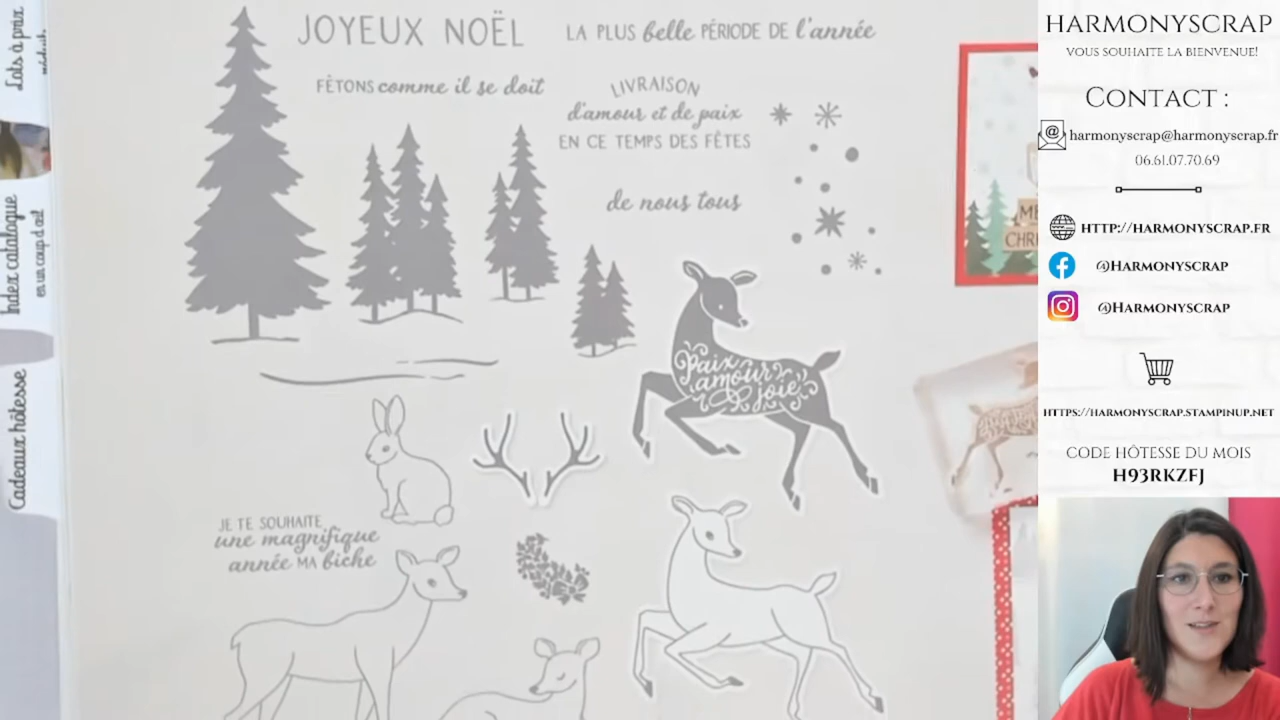 Lots à prix
réduit
Index catalogue
en un coup d'œil
Cadeaux hôtesse
JOYEUX NOËL
LA PLUS belle PÉRIODE DE l'année
FÊTONS comme il se doit
LIVRAISON
d'amour et de paix
EN CE TEMPS DES FÊTES
de nous tous
Paix
amour
joie
JE TE SOUHAITE
une magnifique
année MA biche
HARMONYSCRAP
VOUS SOUHAITE LA BIENVENUE!
CONTACT :
harmonyscrap@harmonyscrap.fr
06.61.07.70.69
HTTP://HARMONYSCRAP.FR
@HARMONYSCRAP
@HARMONYSCRAP
HTTPS://HARMONYSCRAP.STAMPINUP.NET
CODE HÔTESSE DU MOIS
H93RKZFJ